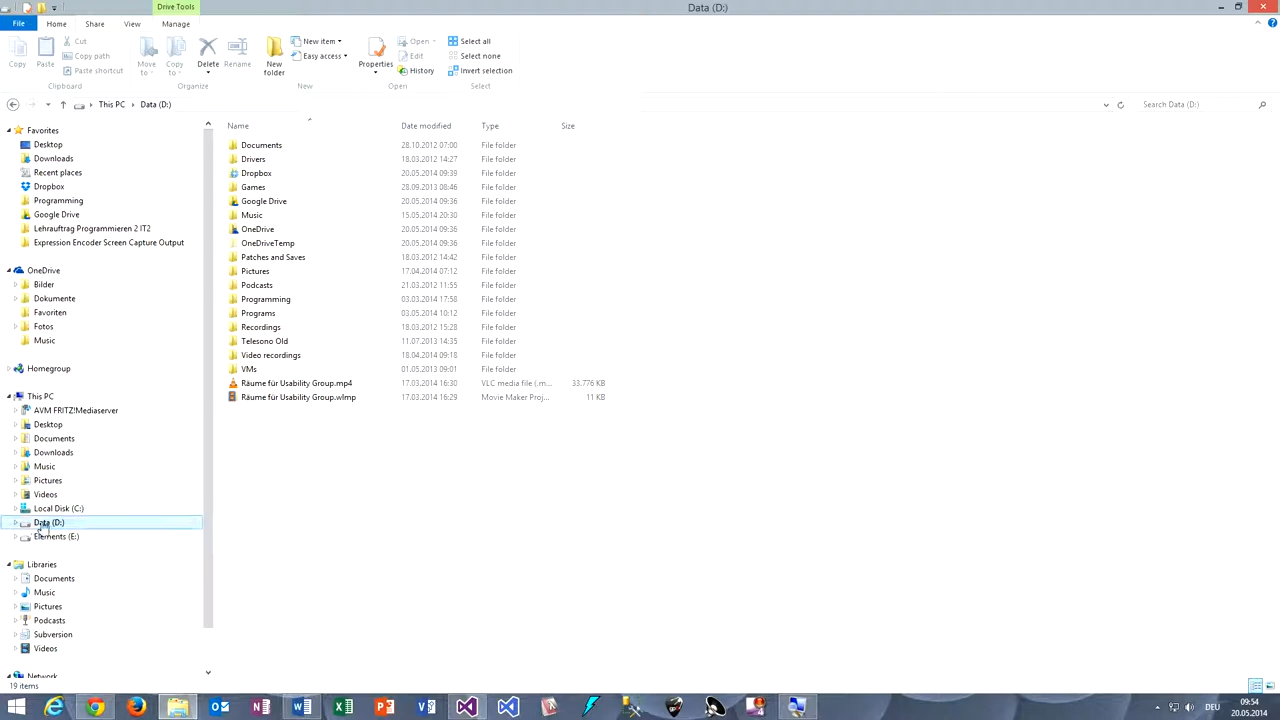 Drive Tools
Data (D:)
File Home Share View Manage
Copy
Paste
Cut
Copy path
Paste shortcut
Clipboard
Move to
Copy to
Delete
Rename
Organize
New folder
New item
Easy access
New
Properties
Open
Edit
History
Open
Select all
Select none
Invert selection
Select
This PC Data (D:)
Search Data (D:)
Favorites
Desktop
Downloads
Recent places
Dropbox
Programming
Google Drive
Lehrauftrag Programmieren 2 IT2
Expression Encoder Screen Capture Output
OneDrive
Bilder
Dokumente
Favoriten
Fotos
Music
Homegroup
This PC
AVM FRITZ!Mediaserver
Desktop
Documents
Downloads
Music
Pictures
Videos
Local Disk (C:)
Data (D:)
Elements (E:)
Libraries
Documents
Music
Pictures
Podcasts
Subversion
Videos
Network
Name Date modified Type Size
Documents 28.10.2012 07:00 File folder
Drivers 18.03.2012 14:27 File folder
Dropbox 20.05.2014 09:39 File folder
Games 28.09.2013 08:46 File folder
Google Drive 20.05.2014 09:36 File folder
Music 15.05.2014 20:30 File folder
OneDrive 20.05.2014 09:36 File folder
OneDriveTemp 20.05.2014 09:36 File folder
Patches and Saves 18.03.2012 14:42 File folder
Pictures 17.04.2014 07:12 File folder
Podcasts 21.03.2012 11:55 File folder
Programming 03.03.2014 17:58 File folder
Programs 03.05.2014 10:12 File folder
Recordings 18.03.2012 15:28 File folder
Telesono Old 11.07.2013 14:35 File folder
Video recordings 18.04.2014 09:18 File folder
VMs 01.05.2013 09:01 File folder
Räume für Usability Group.mp4 17.03.2014 16:30 VLC media file (.m... 33.776 KB
Räume für Usability Group.wlmp 17.03.2014 16:29 Movie Maker Proj... 11 KB
19 items
DEU
09:54
20.05.2014